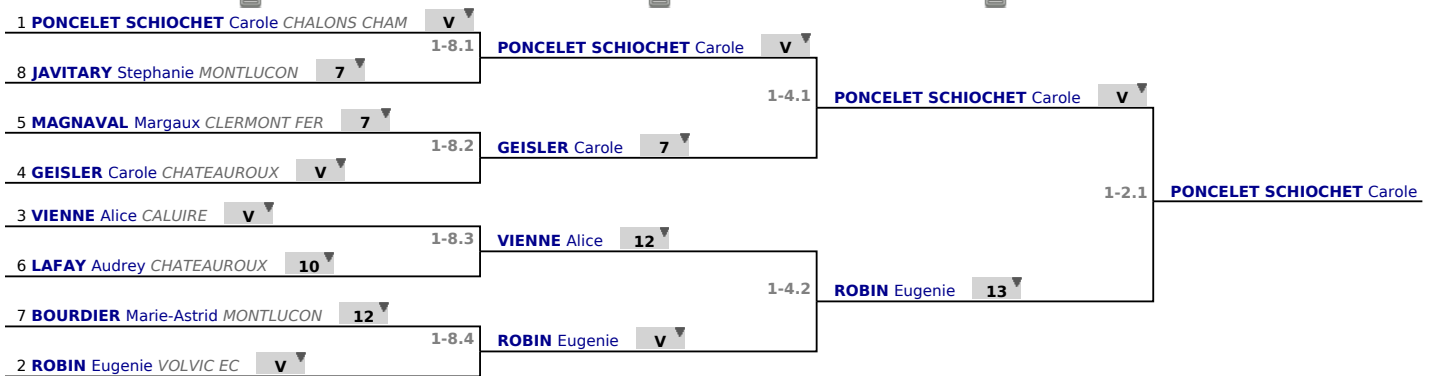 1 PONCELET SCHIOCHET Carole CHALONS CHAM V
1-8.1
8 JAVITARY Stephanie MONTLUCON 7
5 MAGNAVAL Margaux CLERMONT FER 7
1-8.2
4 GEISLER Carole CHATEAUROUX V
3 VIENNE Alice CALUIRE V
1-8.3
6 LAFAY Audrey CHATEAUROUX 10
7 BOURDIER Marie-Astrid MONTLUCON 12
1-8.4
2 ROBIN Eugenie VOLVIC EC V
PONCELET SCHIOCHET Carole V
1-4.1
GEISLER Carole 7
VIENNE Alice 12
1-4.2
ROBIN Eugenie V
PONCELET SCHIOCHET Carole V
1-2.1
ROBIN Eugenie 13
PONCELET SCHIOCHET Carole